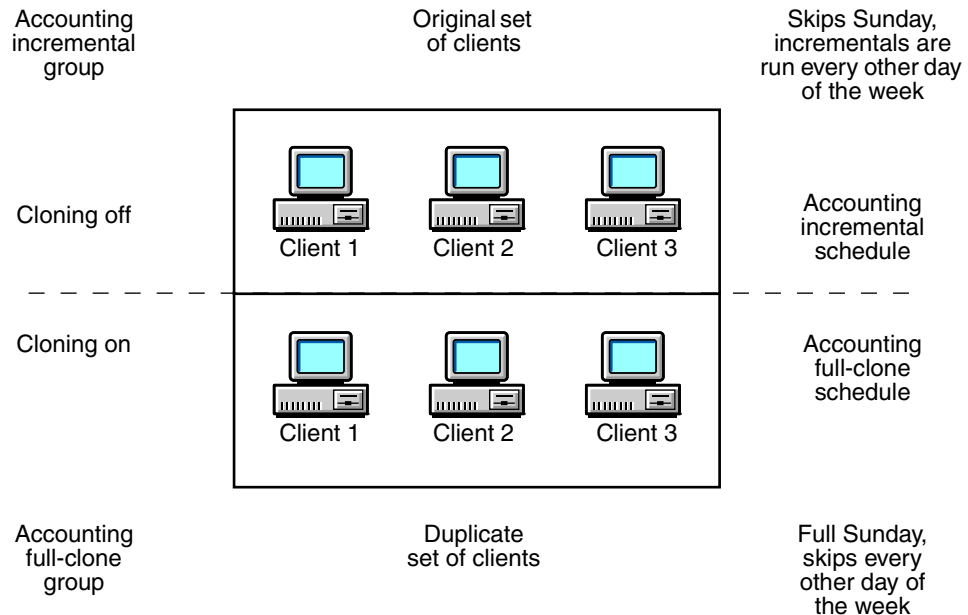 Accounting
incremental
group
Original set
of clients
Skips Sunday,
incrementals are
run every other day
of the week
Cloning off
Client 1
Client 2
Client 3
Accounting
incremental
schedule
Cloning on
Client 1
Client 2
Client 3
Accounting
full-clone
schedule
Accounting
full-clone
group
Duplicate
set of clients
Full Sunday,
skips every
other day of
the week